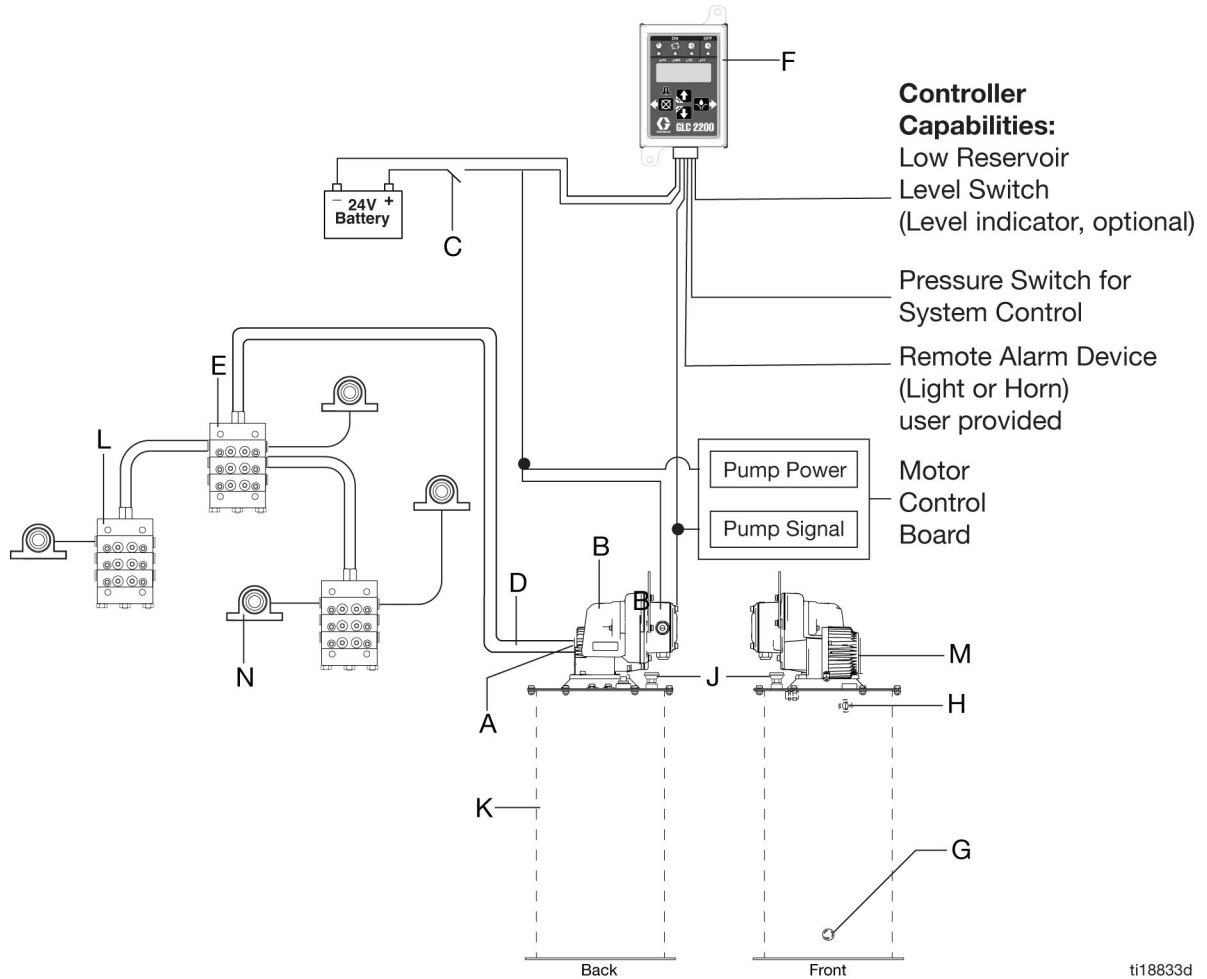 ON OFF
GLC 2200
F
Controller
Capabilities:
Low Reservoir
Level Switch
(Level indicator, optional)
Pressure Switch for
System Control
Remote Alarm Device
(Light or Horn)
user provided
− 24V +
Battery
C
E
L
Pump Power
Pump Signal
Motor
Control
Board
B
B
D
N
A
J
M
H
K
G
Back
Front
ti18833d